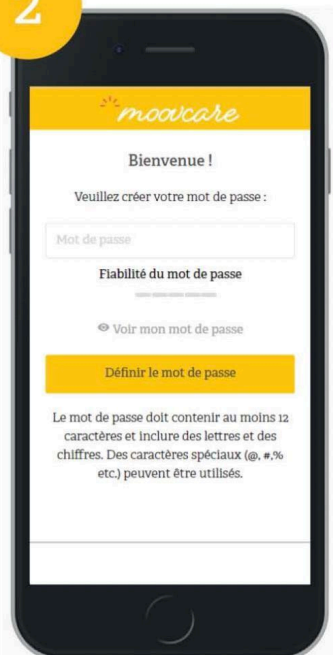 2
moovcare
Bienvenue !
Veuillez créer votre mot de passe :
Mot de passe
Fiabilité du mot de passe
Voir mon mot de passe
Définir le mot de passe
Le mot de passe doit contenir au moins 12
caractères et inclure des lettres et des
chiffres. Des caractères spéciaux (@, #,%
etc.) peuvent être utilisés.